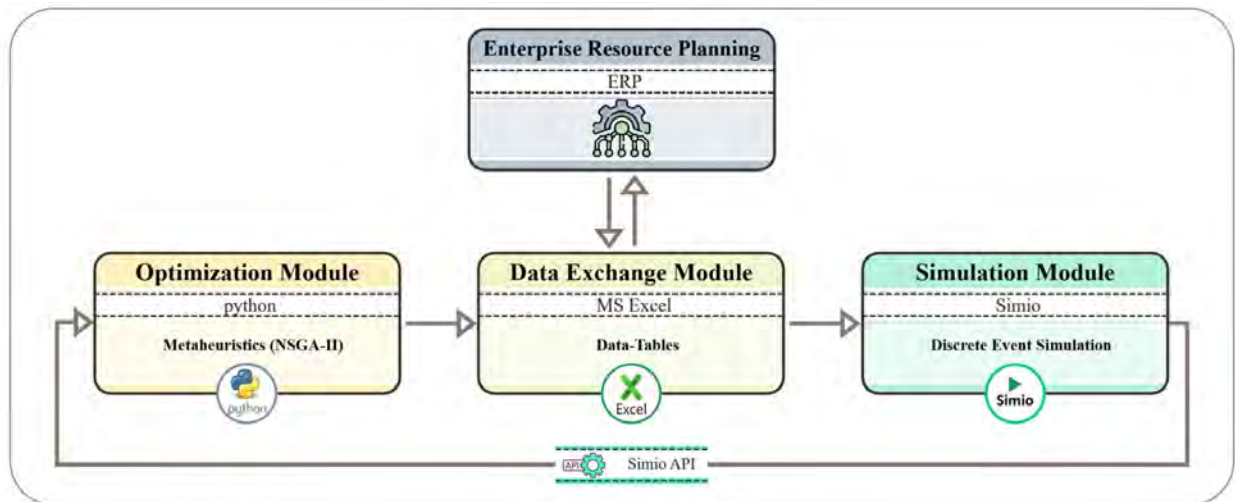 Enterprise Resource Planning
ERP
Optimization Module
python
Metaheuristics (NSGA-II)
python
Data Exchange Module
MS Excel
Data-Tables
Excel
Simulation Module
Simio
Discrete Event Simulation
Simio
API
Simio API